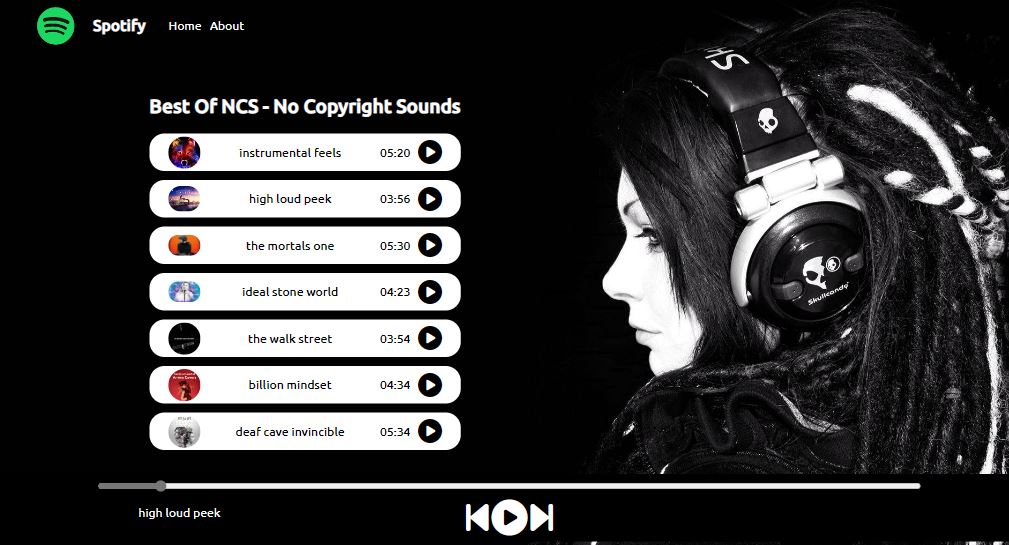 Spotify Home About
Best Of NCS - No Copyright Sounds
instrumental feels 05:20
high loud peek 03:56
the mortals one 05:30
ideal stone world 04:23
the walk street 03:54
billion mindset 04:34
deaf cave invincible 05:34
high loud peek
SH
Skullcandy